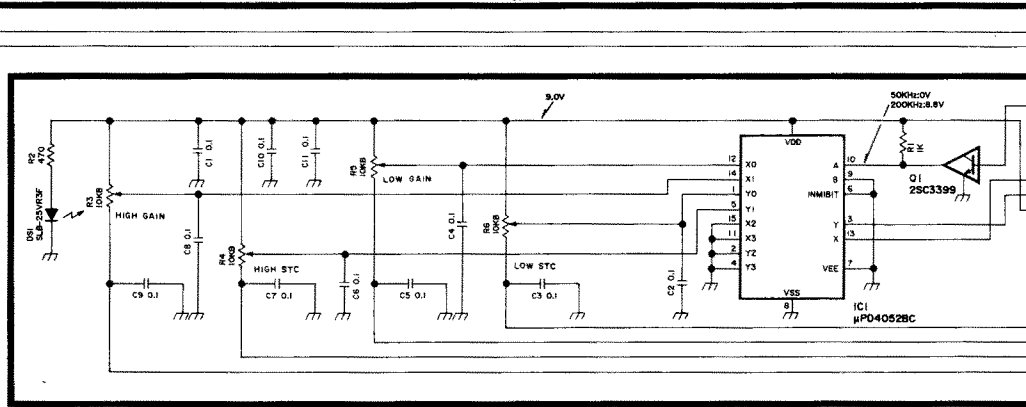 9.0V
50KHz:0V
200KHz:8.8V
R2
470
C1 0.1
C10 0.1
C11 0.1
R5
10KB
LOW GAIN
VDD
R1
1K
12 X0
14 X1
1 Y0
5 Y1
15 X2
11 X3
2 Y2
4 Y3
A 10
B 9
INMIBIT 6
Y 3
X 13
VEE 7
VSS
8
Q1
2SC3399
DS1
SLB-25VR3F
R3
10KB
HIGH GAIN
C8 0.1
R4
10KB
HIGH STC
C4 0.1
R6
10KB
LOW STC
C9 0.1
C7 0.1
C6 0.1
C5 0.1
C3 0.1
C2 0.1
IC1
μPD4052BC